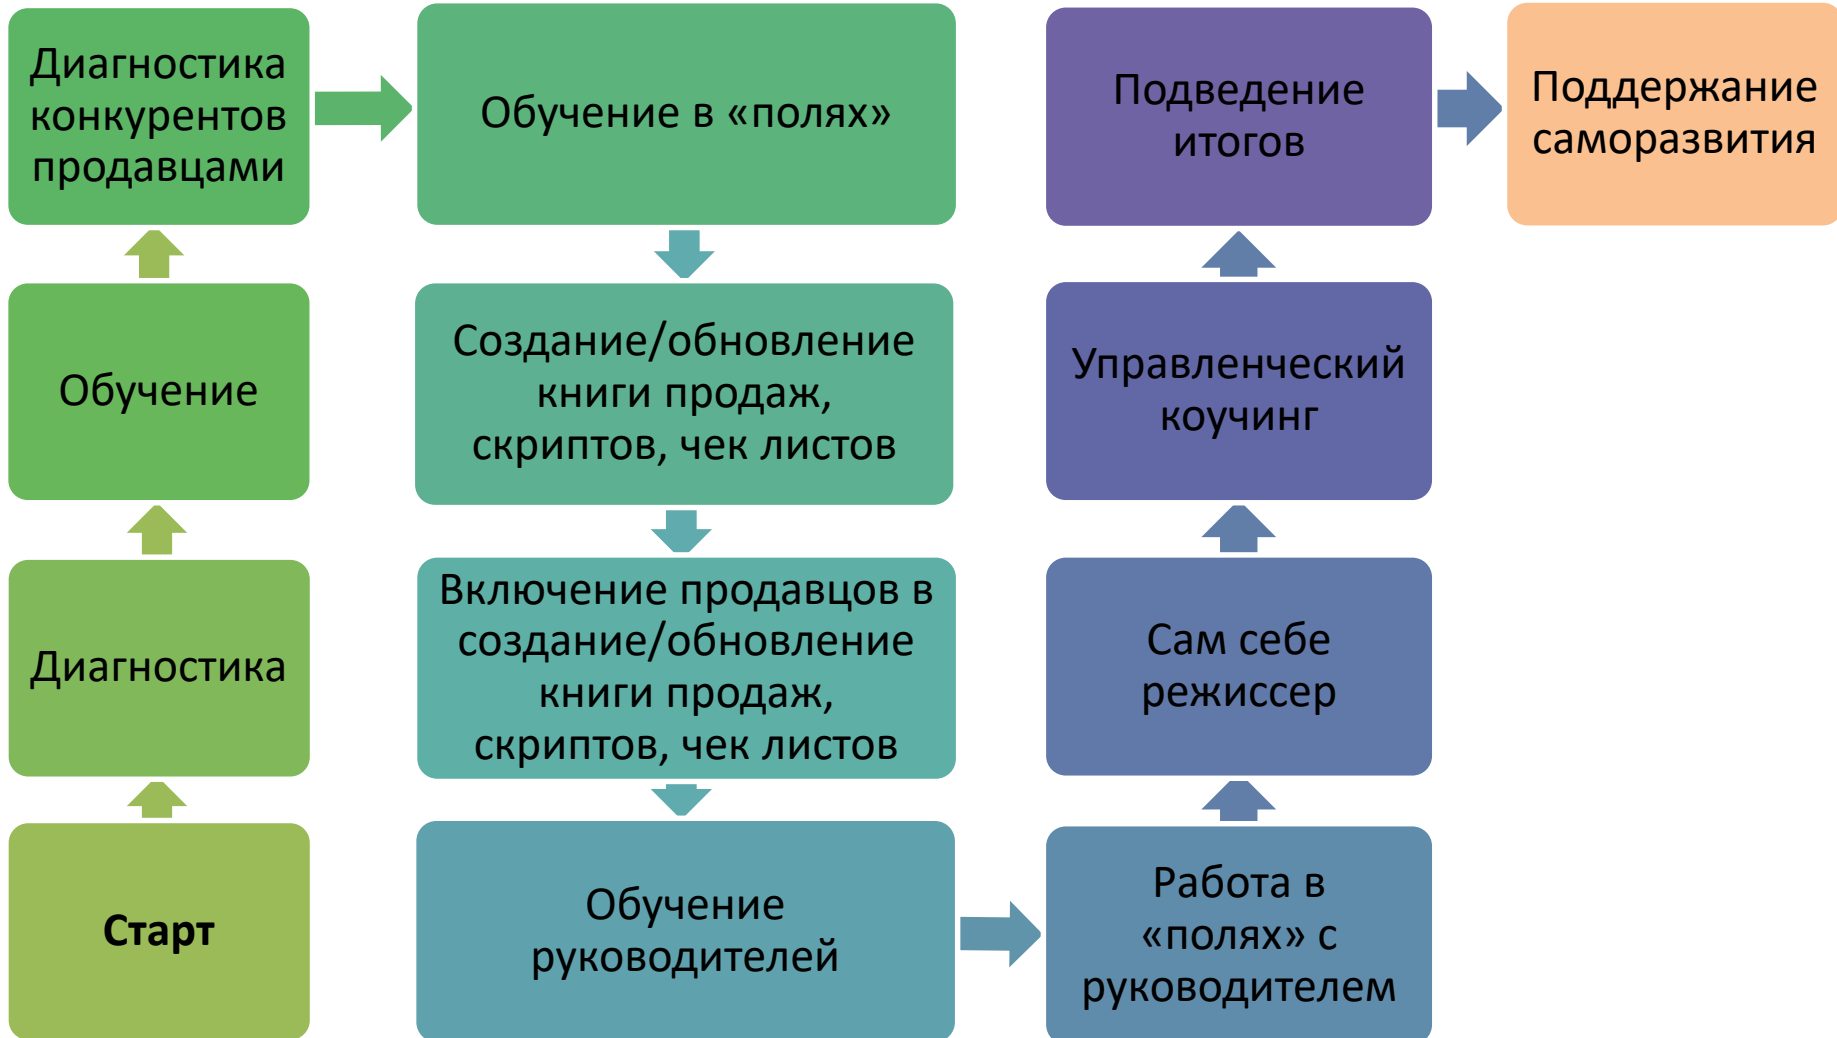 Диагностика
конкурентов
продавцами
Обучение в «полях»
Подведение
итогов
Поддержание
саморазвития
Обучение
Создание/обновление
книги продаж,
скриптов, чек листов
Управленческий
коучинг
Диагностика
Включение продавцов в
создание/обновление
книги продаж,
скриптов, чек листов
Сам себе
режиссер
Старт
Обучение
руководителей
Работа в
«полях» с
руководителем